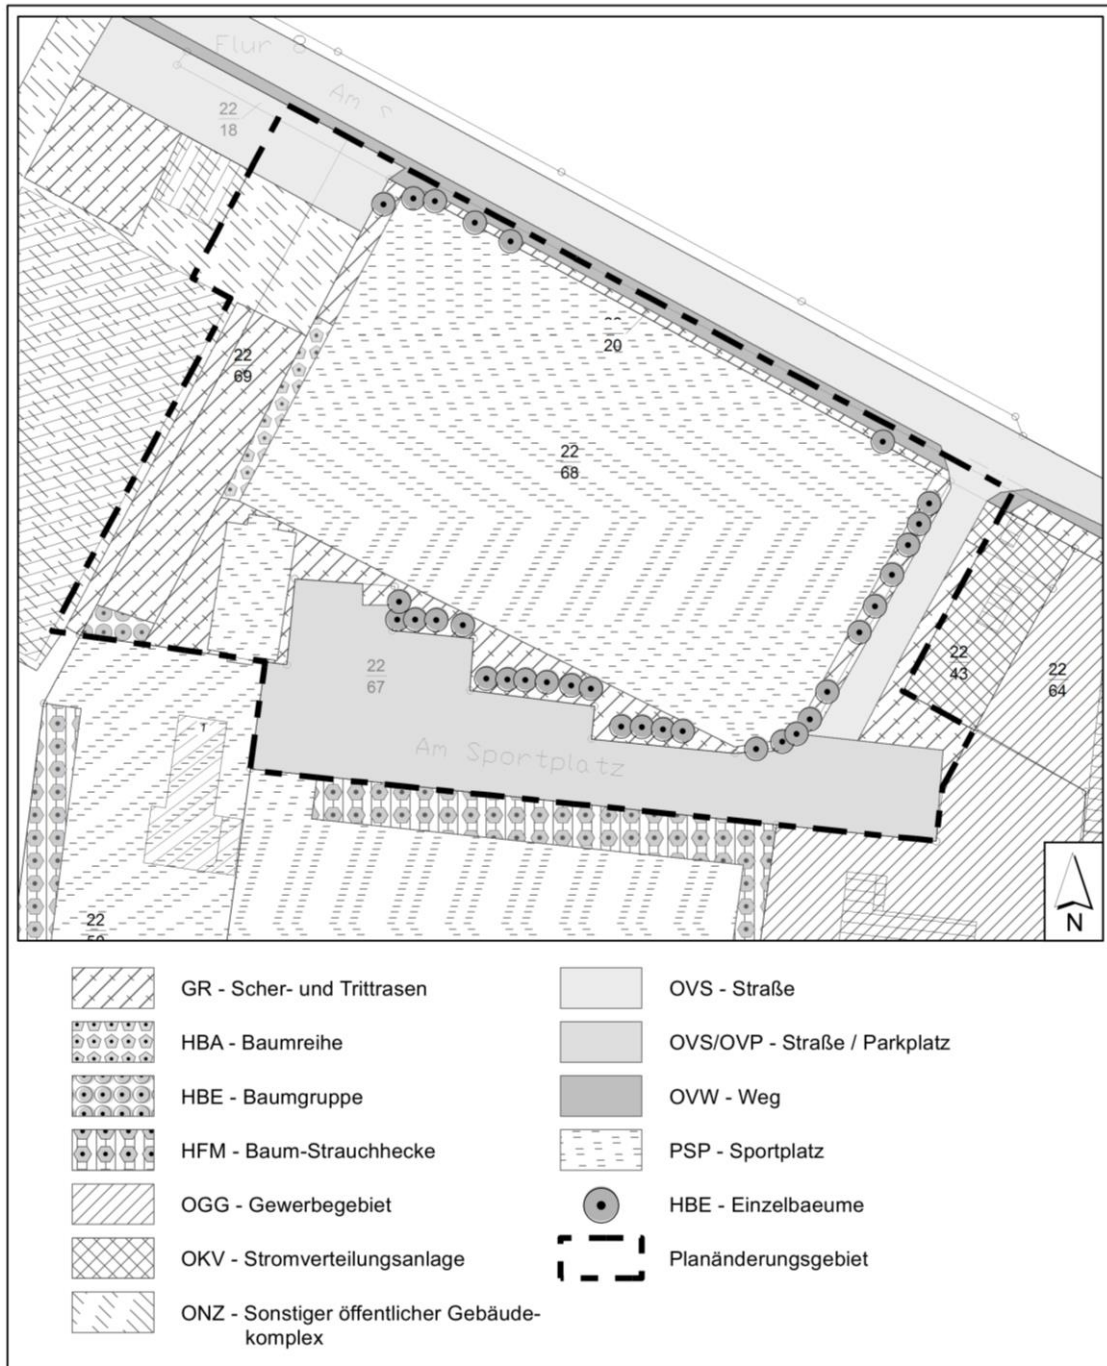 Flur 8
Am r
22
18
22
69
20
22
68
22
43
22
64
22
67
Am Sportplatz
T
22
N
GR - Scher- und Trittrasen
HBA - Baumreihe
HBE - Baumgruppe
HFM - Baum-Strauchhecke
OGG - Gewerbegebiet
OKV - Stromverteilungsanlage
ONZ - Sonstiger öffentlicher Gebäude-
komplex
OVS - Straße
OVS/OVP - Straße / Parkplatz
OVW - Weg
PSP - Sportplatz
HBE - Einzelbaeume
Planänderungsgebiet